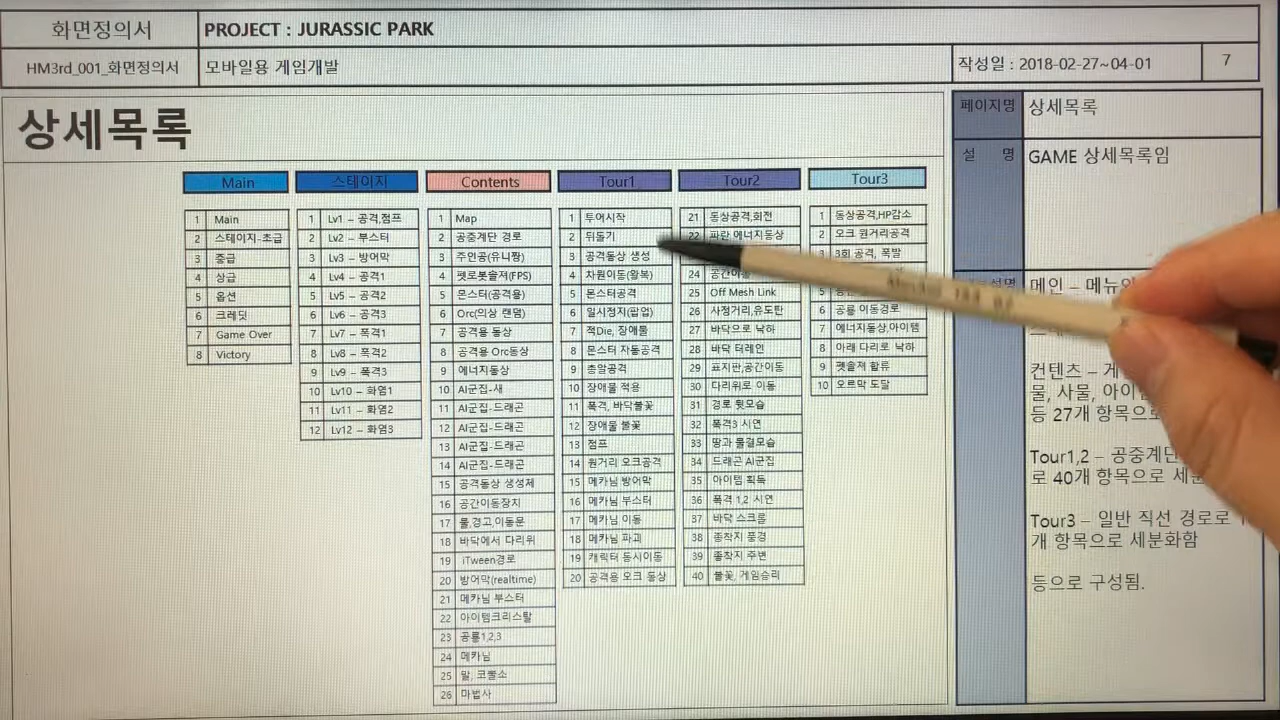 화면정의서
PROJECT : JURASSIC PARK
HM3rd_001_화면정의서
모바일용 게임개발
작성일 : 2018-02-27~04-01
7
상세목록
페이지명
상세목록
설 명
GAME 상세목록임
Main
1 Main
2 스테이지-초급
3 중급
4 상급
5 옵션
6 크레딧
7 Game Over
8 Victory
스테이지
1 Lv1 – 공격,점프
2 Lv2 – 부스터
3 Lv3 – 방어막
4 Lv4 – 공격1
5 Lv5 – 공격2
6 Lv6 – 공격3
7 Lv7 – 폭격1
8 Lv8 – 폭격2
9 Lv9 – 폭격3
10 Lv10 – 화염1
11 Lv11 – 화염2
12 Lv12 – 화염3
Contents
1 Map
2 공중계단 경로
3 주인공(유니짱)
4 펫로봇솔져(FPS)
5 몬스터(공격용)
6 Orc(의상 랜덤)
7 공격용 동상
8 공격용 Orc동상
9 에너지동상
10 AI군집-새
11 AI군집-드래곤
12 AI군집-드래곤
13 AI군집-드래곤
14 AI군집-드래곤
15 공격동상 생성체
16 공간이동장치
17 물,경고,이동문
18 바닥에서 다리위
19 iTween경로
20 방어막(realtime)
21 메카님 부스터
22 아이템크리스탈
23 공룡1,2,3
24 메카님
25 말, 코뿔소
26 마법사
Tour1
1 투어시작
2 뒤돌기
3 공격동상 생성
4 차원이동(왕복)
5 몬스터공격
6 일시정지(팝업)
7 적Die, 장애물
8 몬스터 자동공격
9 총알공격
10 장애물 적용
11 폭격, 바닷불꽃
12 장애물 불꽃
13 점프
14 원거리 오크공격
15 메카님 방어막
16 메카님 부스터
17 메카님 이동
18 메카님 파괴
19 캐릭터 동시이동
20 공격용 오크 동상
Tour2
21 동상공격,회전
22 파란 에너지동상
24
25 Off Mesh Link
26 사정거리,유도탄
27 바닥으로 낙하
28 바닥 터레인
29 표지판,공간이동
30 다리위로 이동
31 경로 뒷모습
32 폭격3 시연
33 땅과 물결모습
34 드래곤 AI군집
35 아이템 획득
36 폭격 1,2 시연
37 바닥 스크롤
38 종착지 풍경
39 종착지 주변
40 불꽃, 게임승리
Tour3
1 동상공격,HP감소
2 오크 원거리공격
3 3회 공격, 폭발
5
6 공룡 이동경로
7 에너지동상,아이템
8 아래 다리로 낙하
9 펫솔져 합류
10 오르막 도달
메인 –
컨텐츠 –
물, 사물,
등 27개
Tour1,2 –
로 40개 항목으로
Tour3 – 일반 직선 경로로
개 항목으로 세분화함
등으로 구성됨.